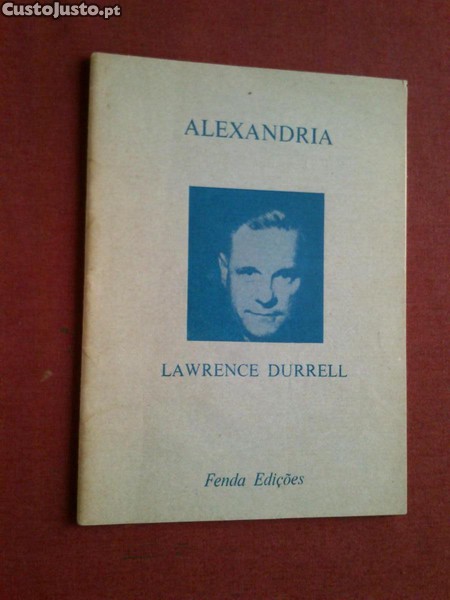 CustoJusto.pt
ALEXANDRIA
LAWRENCE DURRELL
Fenda Edições